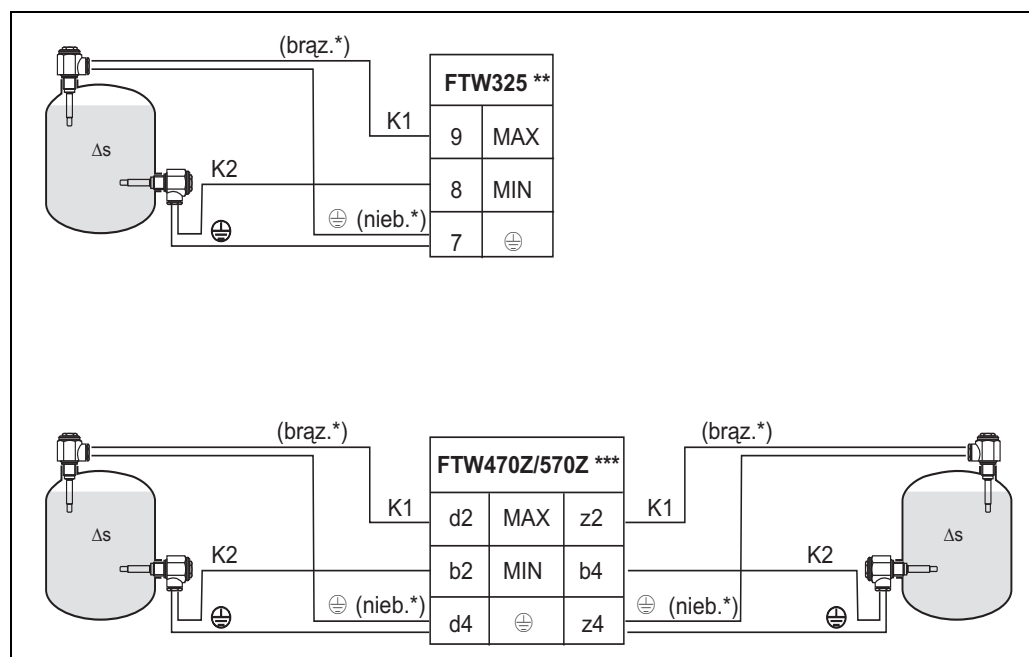 (brąz.*)
FTW325 **
K1
9 MAX
Δs
K2
8 MIN
⏚ (nieb.*)
⏚
7 ⏚
(brąz.*)
(brąz.*)
FTW470Z/570Z ***
K1
d2 MAX z2
K1
Δs
Δs
K2
b2 MIN b4
K2
⏚ (nieb.*)
⏚ (nieb.*)
⏚
d4 ⏚ z4
⏚